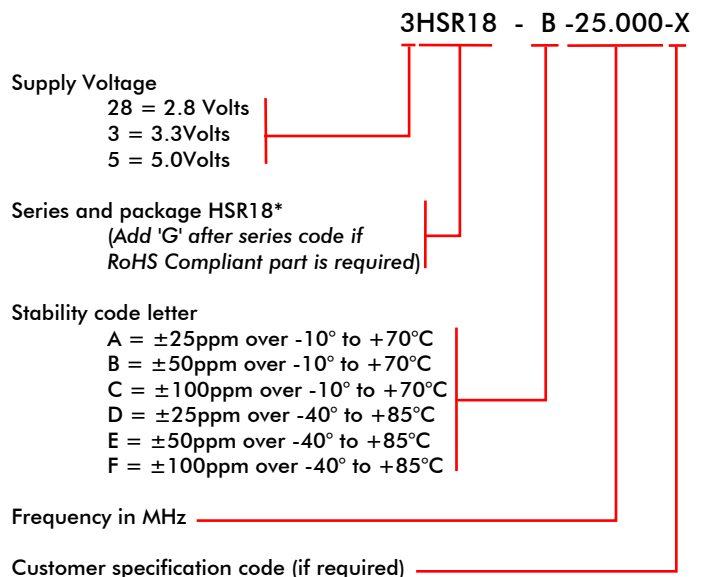 3HSR18 - B -25.000-X
Supply Voltage
28 = 2.8 Volts
3 = 3.3Volts
5 = 5.0Volts
Series and package HSR18*
(Add 'G' after series code if
RoHS Compliant part is required)
Stability code letter
A = ±25ppm over -10° to +70°C
B = ±50ppm over -10° to +70°C
C = ±100ppm over -10° to +70°C
D = ±25ppm over -40° to +85°C
E = ±50ppm over -40° to +85°C
F = ±100ppm over -40° to +85°C
Frequency in MHz
Customer specification code (if required)